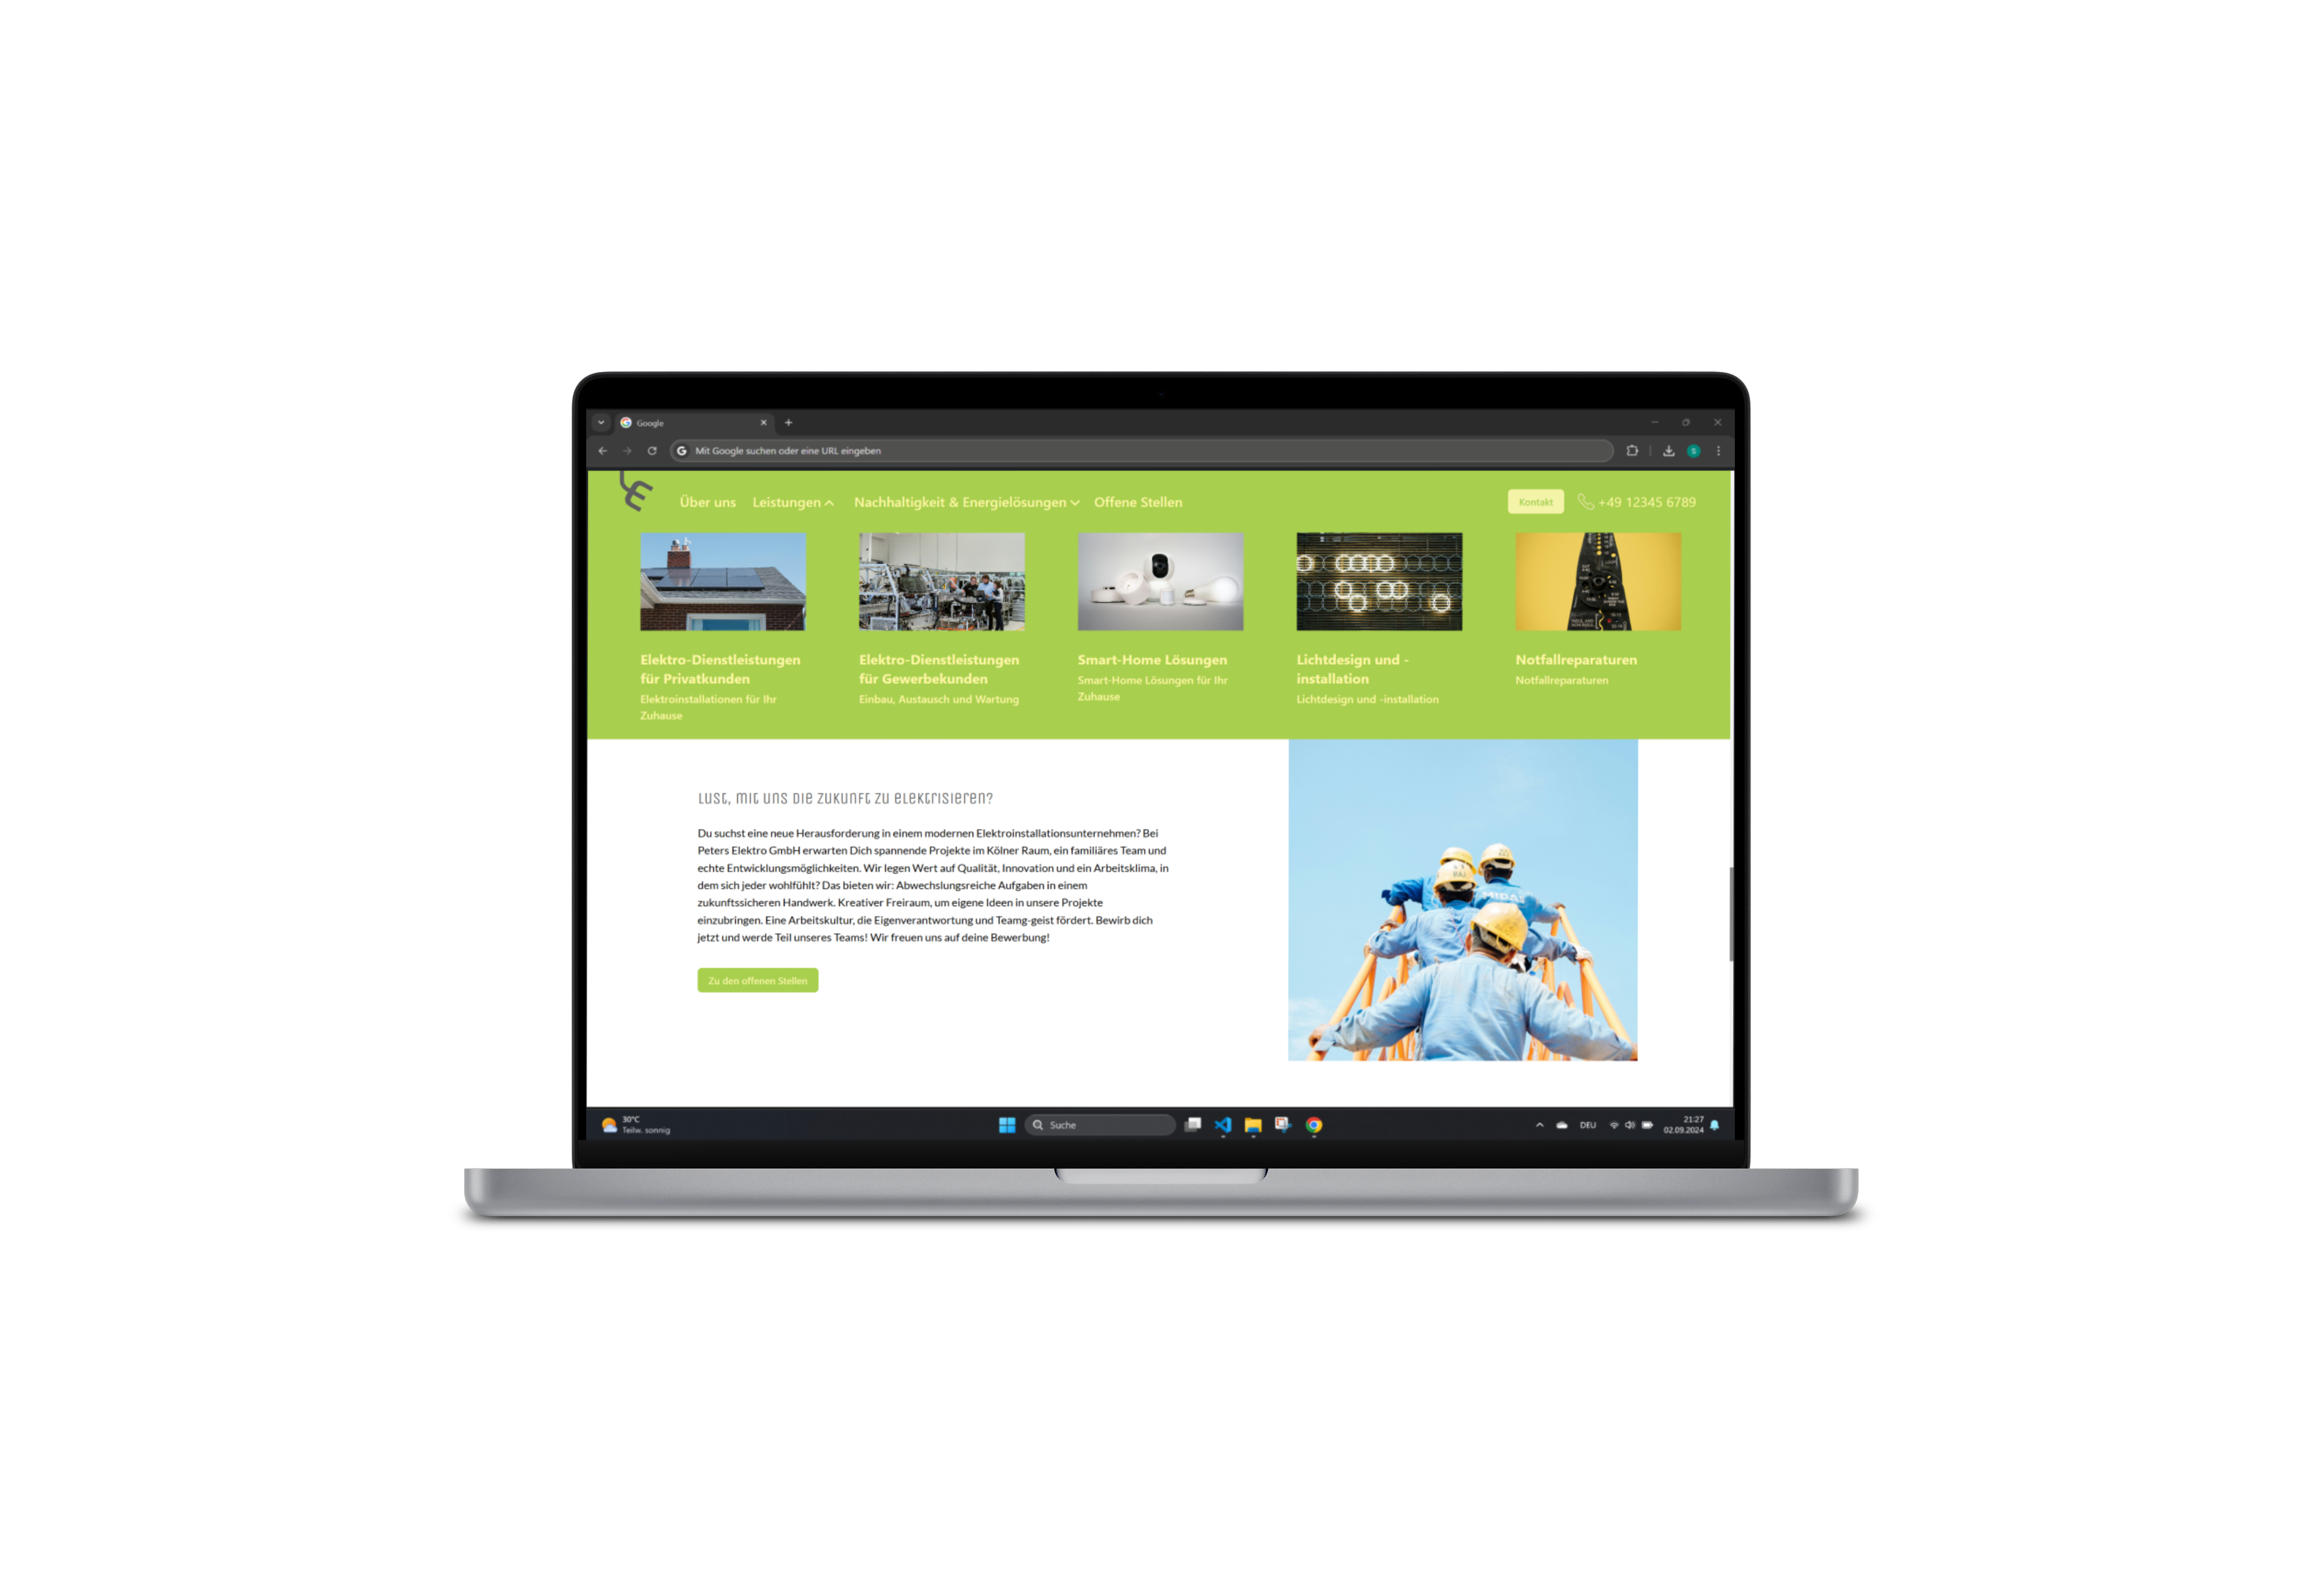 Google
Mit Google suchen oder eine URL eingeben
Über uns Leistungen Nachhaltigkeit & Energielösungen Offene Stellen Kontakt +49 12345 6789
Elektro-Dienstleistungen
für Privatkunden
Elektroinstallationen für Ihr
Zuhause
Elektro-Dienstleistungen
für Gewerbekunden
Einbau, Austausch und Wartung
Smart-Home Lösungen
Smart-Home Lösungen für Ihr
Zuhause
Lichtdesign und -
installation
Lichtdesign und -installation
Notfallreparaturen
Notfallreparaturen
Lust, mit uns die Zukunft zu elektrisieren?
Du suchst eine neue Herausforderung in einem modernen Elektroinstallationsunternehmen? Bei
Peters Elektro GmbH erwarten Dich spannende Projekte im Kölner Raum, ein familiäres Team und
echte Entwicklungsmöglichkeiten. Wir legen Wert auf Qualität, Innovation und ein Arbeitsklima, in
dem sich jeder wohlfühlt? Das bieten wir: Abwechslungsreiche Aufgaben in einem
zukunftssicheren Handwerk. Kreativer Freiraum, um eigene Ideen in unsere Projekte
einzubringen. Eine Arbeitskultur, die Eigenverantwortung und Teamg-geist fördert. Bewirb dich
jetzt und werde Teil unseres Teams! Wir freuen uns auf deine Bewerbung!
Zu den offenen Stellen
MIDAS
30°C
Teilw. sonnig
Suche
DEU
21:27
02.09.2024